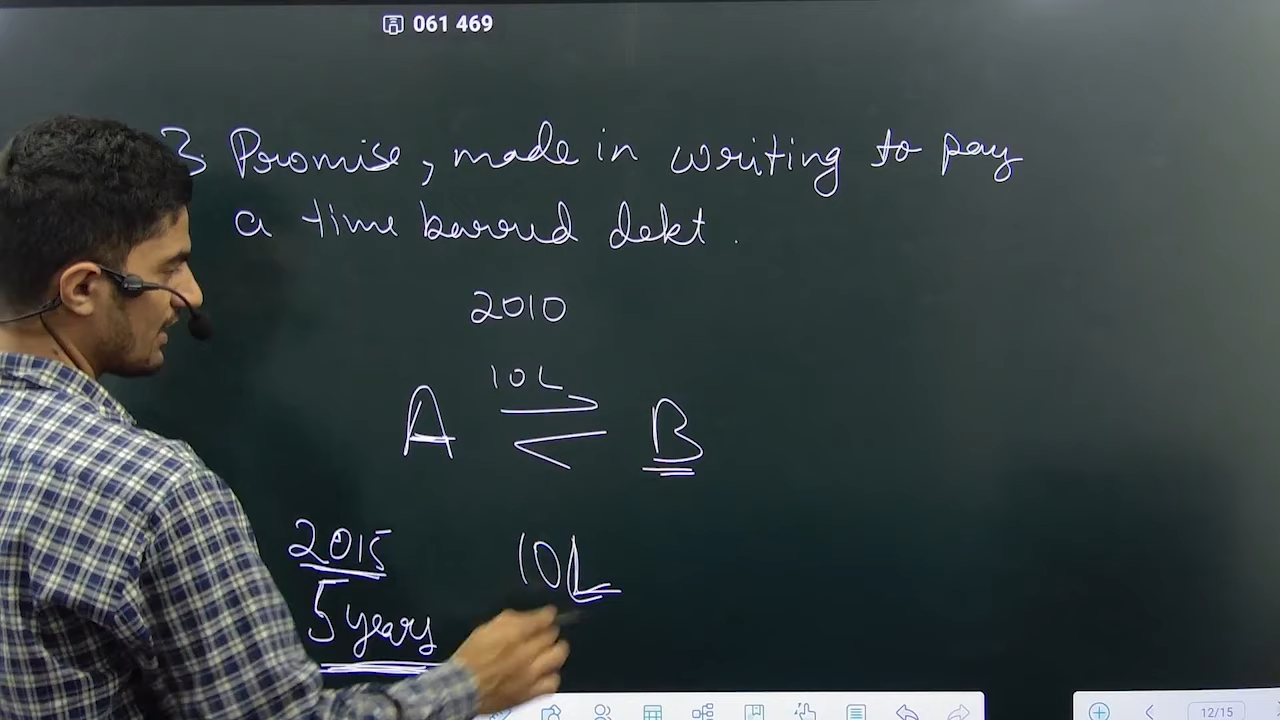 061 469
3 Promise, made in writing to pay
a time barred debt.
2010
10L
A B
2015 10L
5 years
12/15